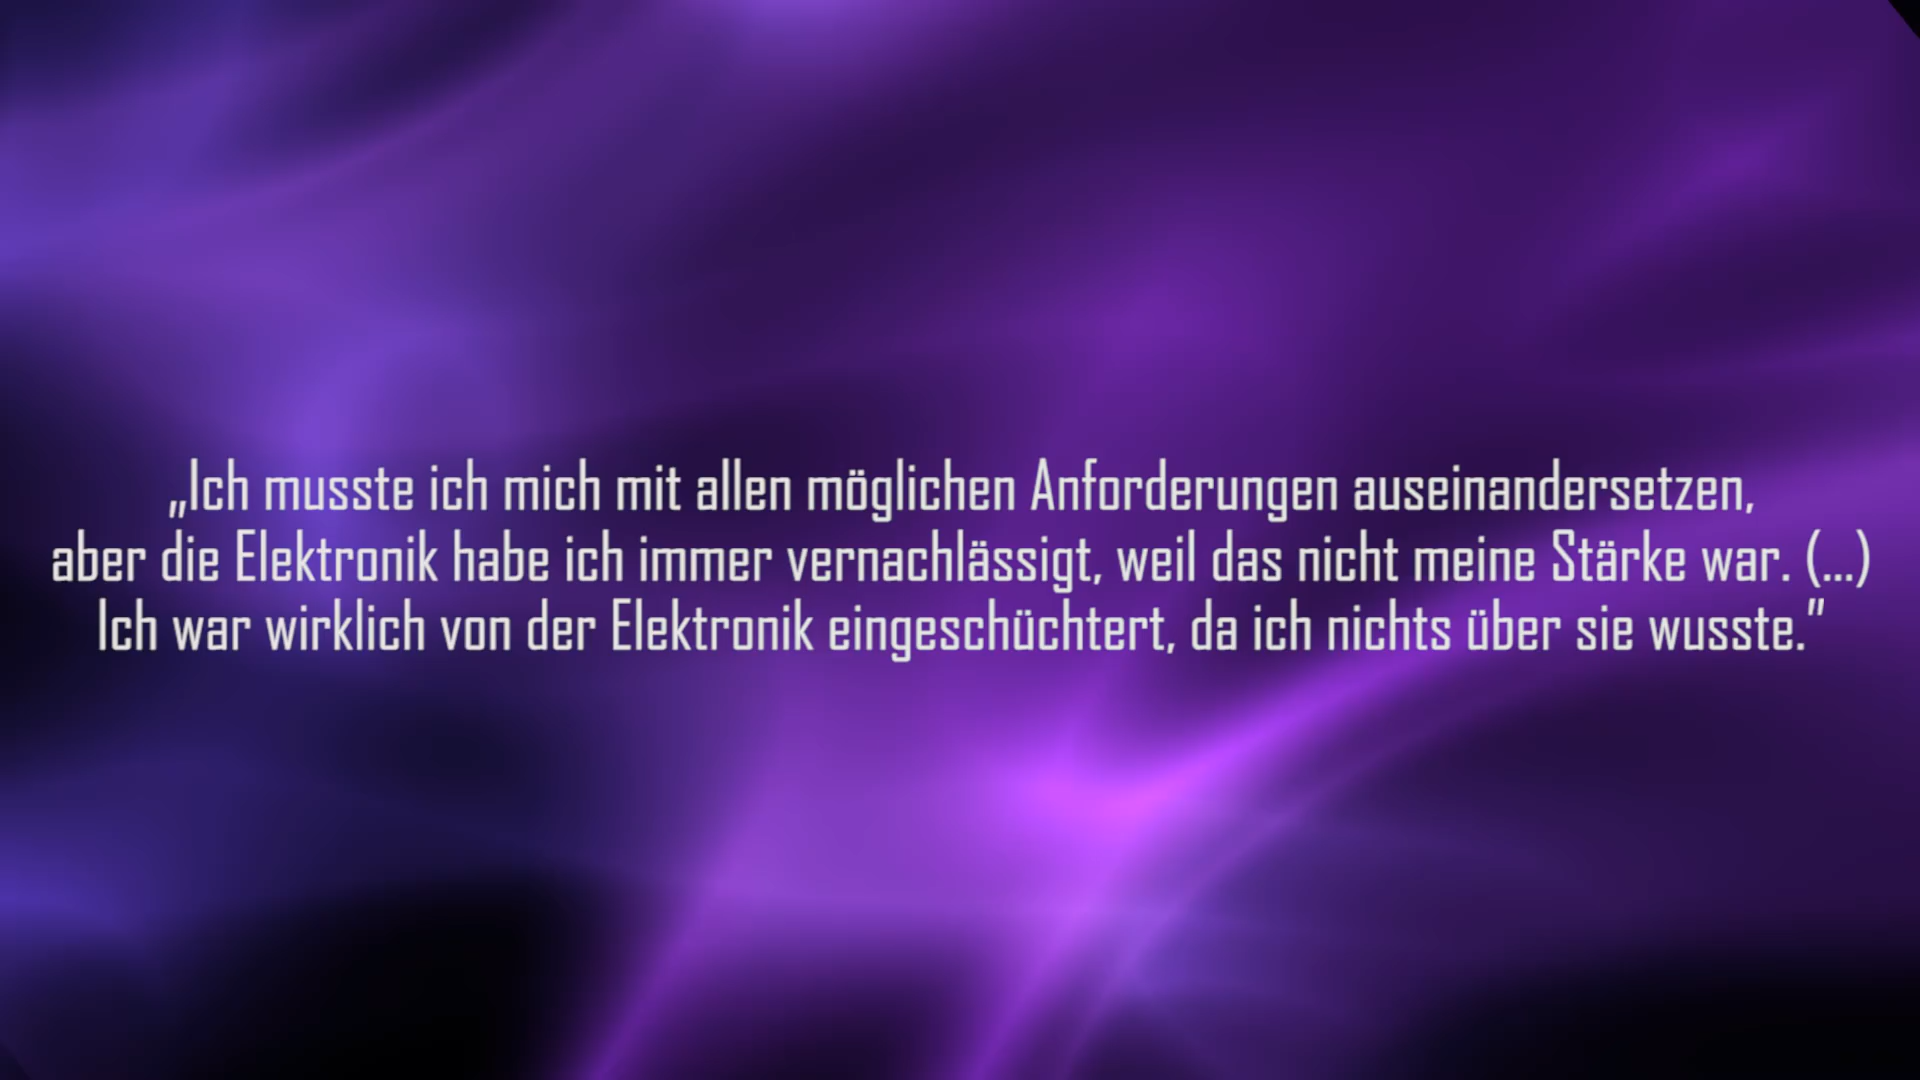 „Ich musste ich mich mit allen möglichen Anforderungen auseinandersetzen,
aber die Elektronik habe ich immer vernachlässigt, weil das nicht meine Stärke war. (...)
Ich war wirklich von der Elektronik eingeschüchtert, da ich nichts über sie wusste.”